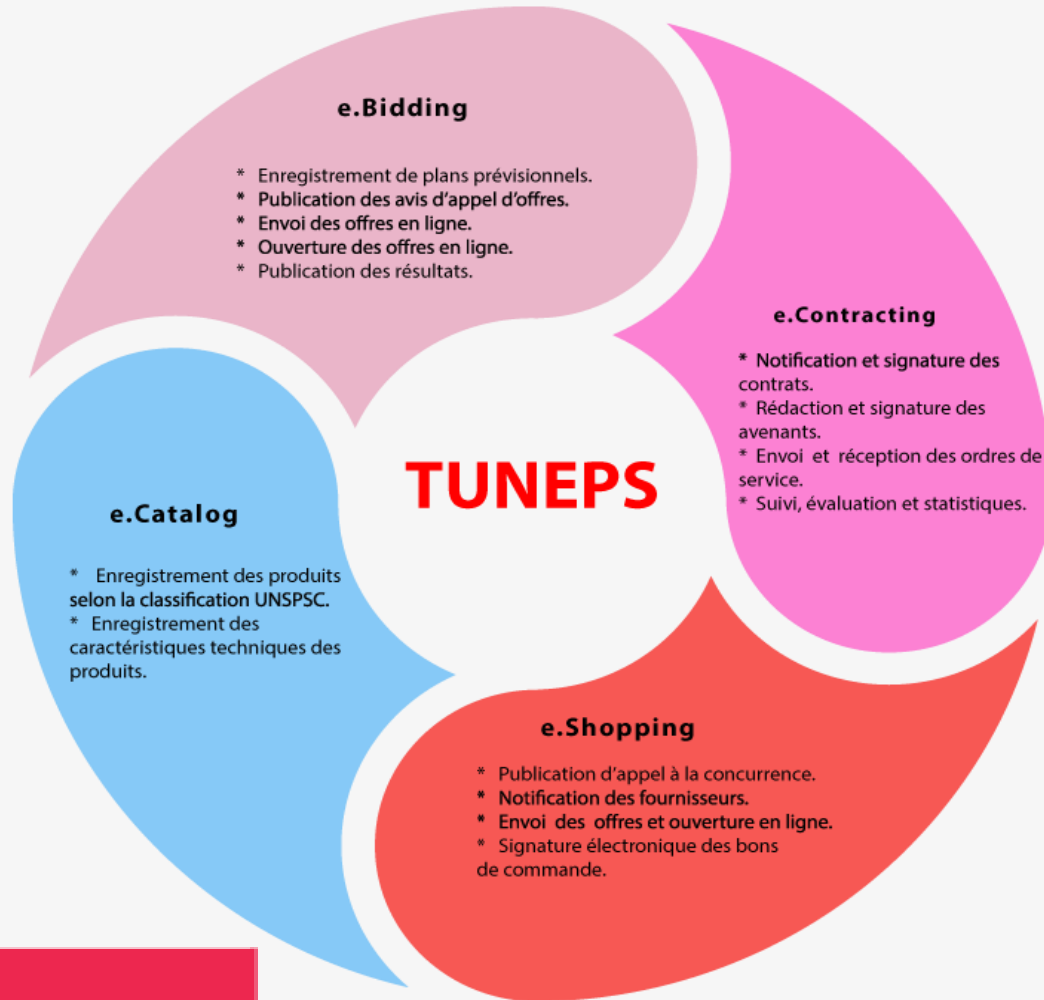 e.Bidding
* Enregistrement de plans prévisionnels.
* Publication des avis d'appel d'offres.
* Envoi des offres en ligne.
* Ouverture des offres en ligne.
* Publication des résultats.
e.Contracting
* Notification et signature des
contrats.
* Rédaction et signature des
avenants.
* Envoi et réception des ordres de
service.
* Suivi, évaluation et statistiques.
TUNEPS
e.Catalog
* Enregistrement des produits
selon la classification UNSPSC.
* Enregistrement des
caractéristiques techniques des
produits.
e.Shopping
* Publication d'appel à la concurrence.
* Notification des fournisseurs.
* Envoi des offres et ouverture en ligne.
* Signature électronique des bons
de commande.